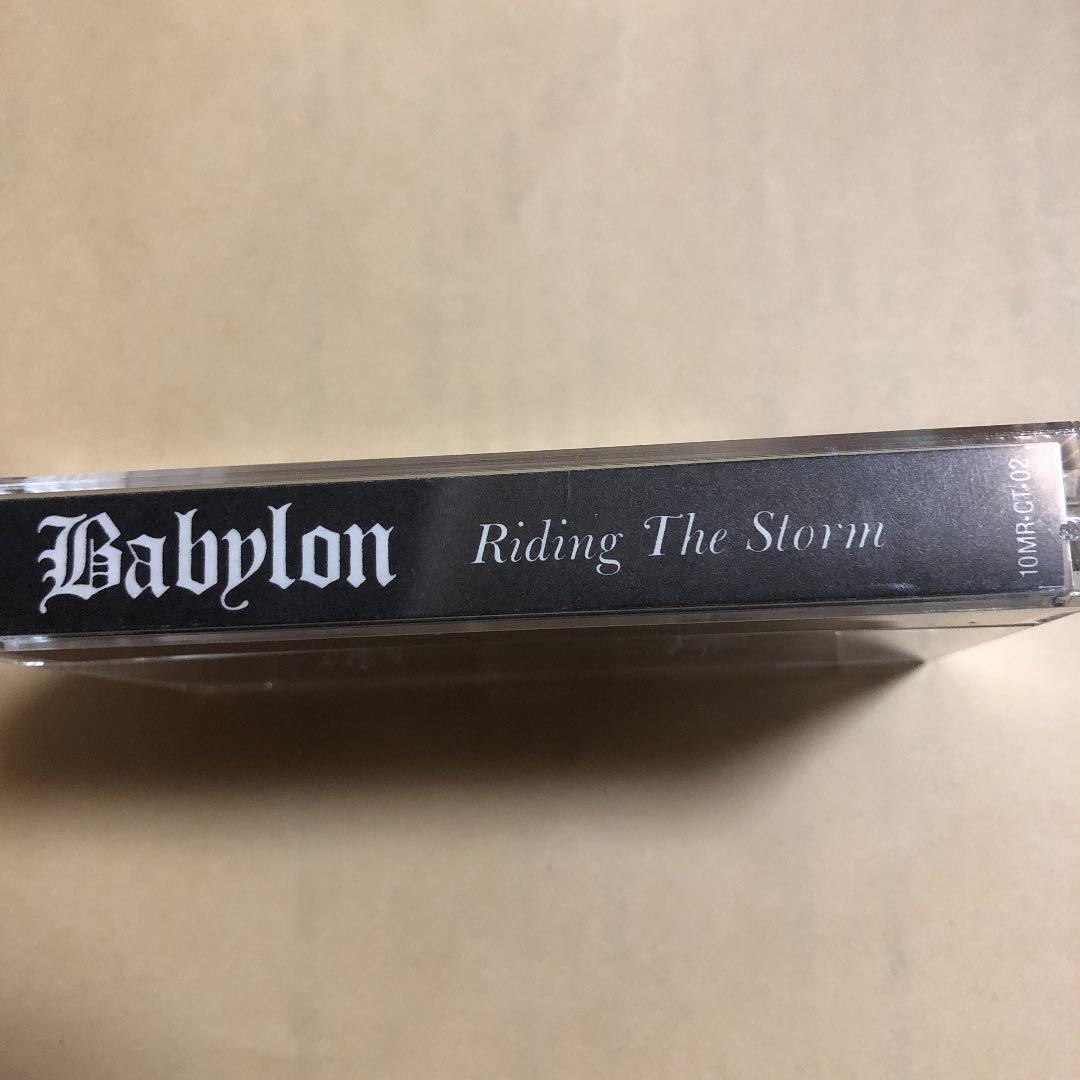 Babylon
Riding The Storm
10MR·CT·02